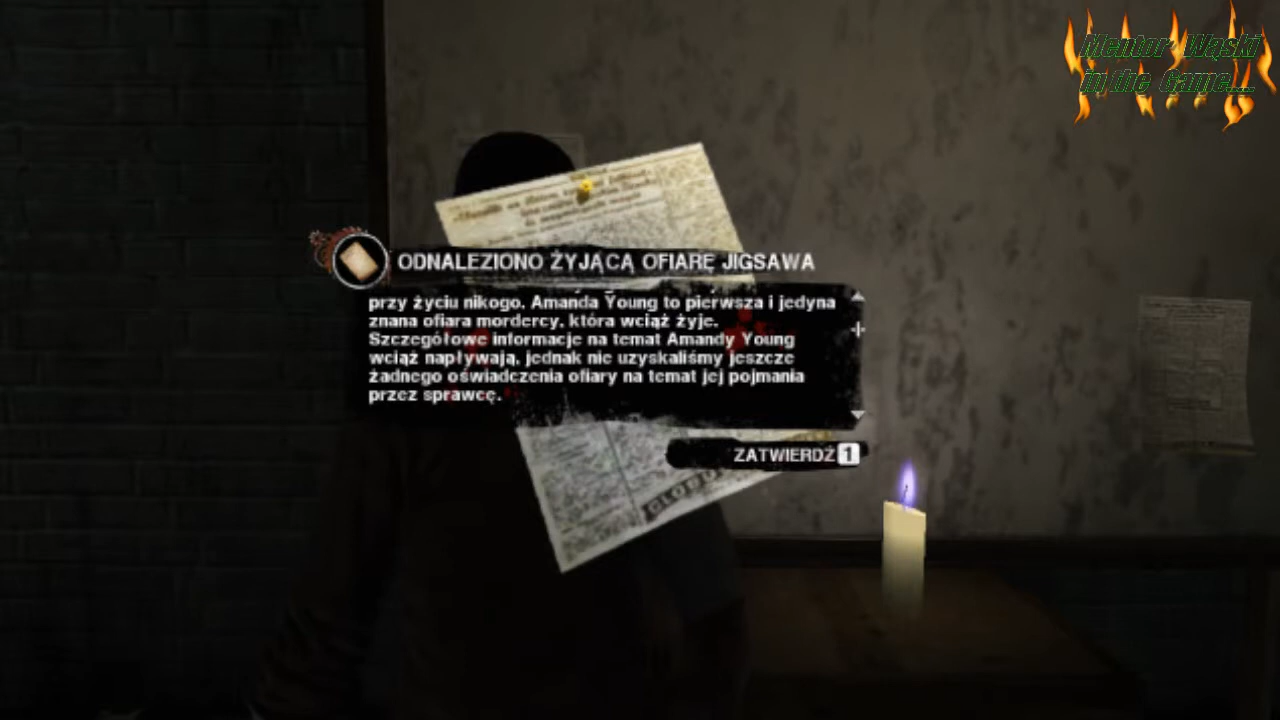 Mentor Wąski
in the Game....
ODNALEZIONO ŻYJĄCĄ OFIARĘ JIGSAWA
przy życiu nikogo. Amanda Young to pierwsza i jedyna
znana ofiara mordercy, która wciąż żyje.
Szczegółowe informacje na temat Amandy Young
wciąż napływają, jednak nie uzyskaliśmy jeszcze
żadnego oświadczenia ofiary na temat jej pojmania
przez sprawcę.
ZATWIERDŹ 1